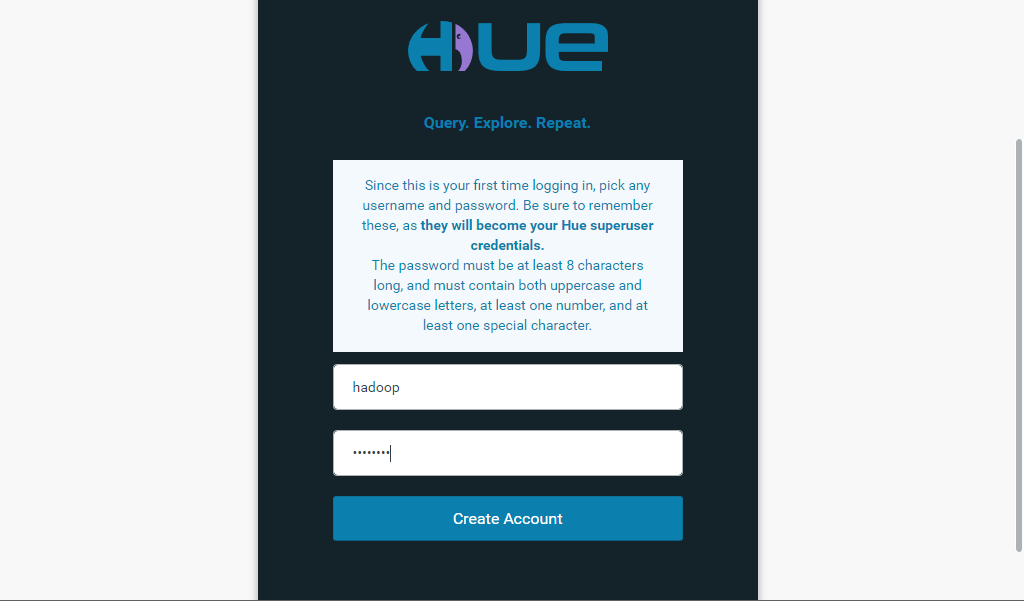 HUE
Query. Explore. Repeat.
Since this is your first time logging in, pick any
username and password. Be sure to remember
these, as they will become your Hue superuser
credentials.
The password must be at least 8 characters
long, and must contain both uppercase and
lowercase letters, at least one number, and at
least one special character.
hadoop
••••••••
Create Account